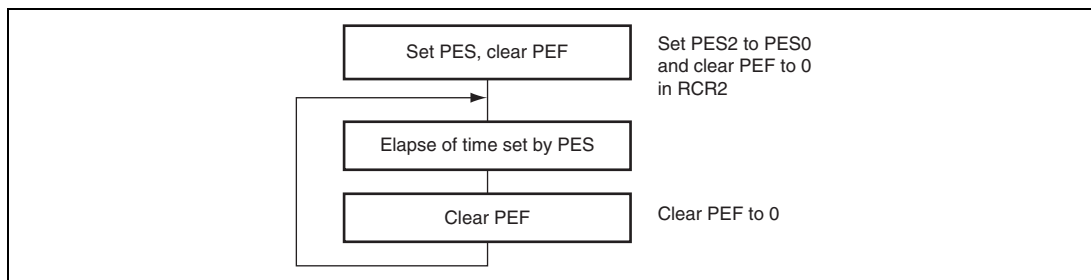 Set PES, clear PEF
Set PES2 to PES0
and clear PEF to 0
in RCR2
Elapse of time set by PES
Clear PEF
Clear PEF to 0